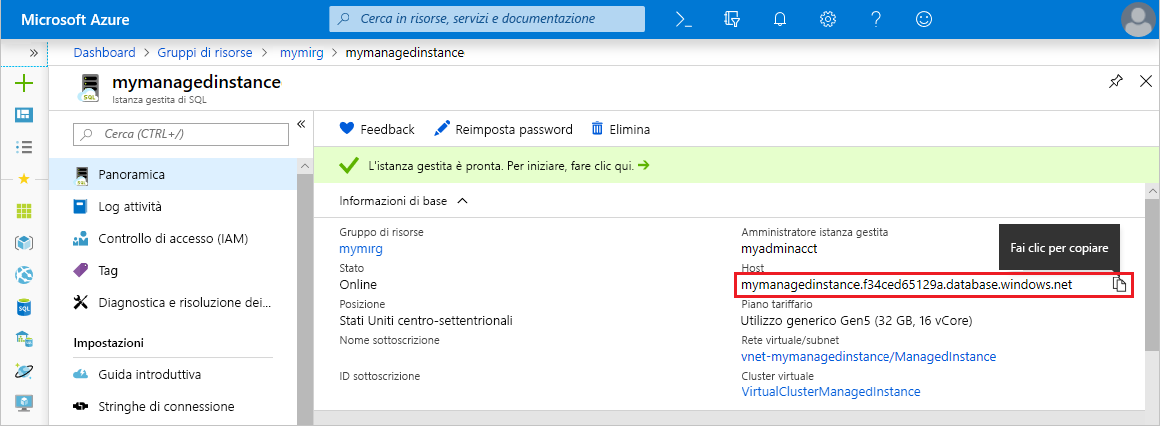 Microsoft Azure
Cerca in risorse, servizi e documentazione
Dashboard > Gruppi di risorse > mymirg > mymanagedinstance
mymanagedinstance
Istanza gestita di SQL
SQL
Cerca (CTRL+/)
Feedback
Reimposta password
Elimina
L'istanza gestita è pronta. Per iniziare, fare clic qui.
Panoramica
Log attività
Controllo di accesso (IAM)
Tag
Diagnostica e risoluzione dei...
Impostazioni
Guida introduttiva
Stringhe di connessione
Informazioni di base
Gruppo di risorse
mymirg
Stato
Online
Posizione
Stati Uniti centro-settentrionali
Nome sottoscrizione
ID sottoscrizione
Amministratore istanza gestita
myadminacct
Fai clic per copiare
Host
mymanagedinstance.f34ced65129a.database.windows.net
Piano tariffario
Utilizzo generico Gen5 (32 GB, 16 vCore)
Rete virtuale/subnet
vnet-mymanagedinstance/ManagedInstance
Cluster virtuale
VirtualClusterManagedInstance